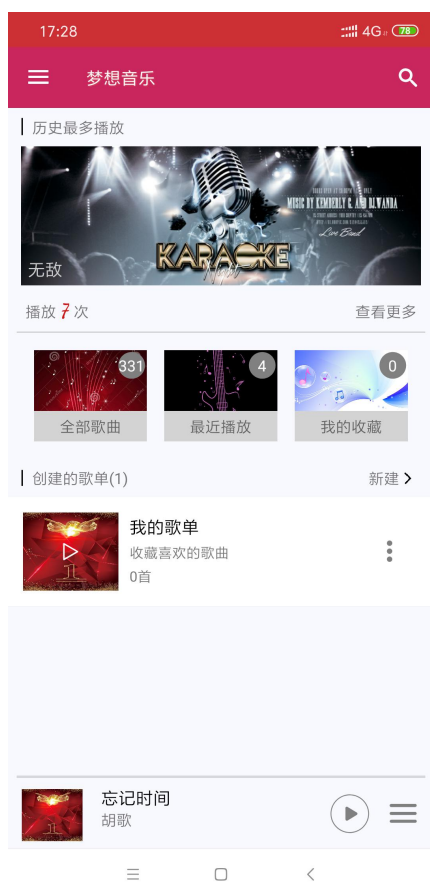 17:28
4G 78
梦想音乐
历史最多播放
MUSIC BY KEMBERLY G. AND DJ.WANDA
Live Band
KARAOKE
Night
无敌
播放 7 次
查看更多
331
4
0
全部歌曲
最近播放
我的收藏
创建的歌单(1)
新建
我的歌单
收藏喜欢的歌曲
0首
忘记时间
胡歌